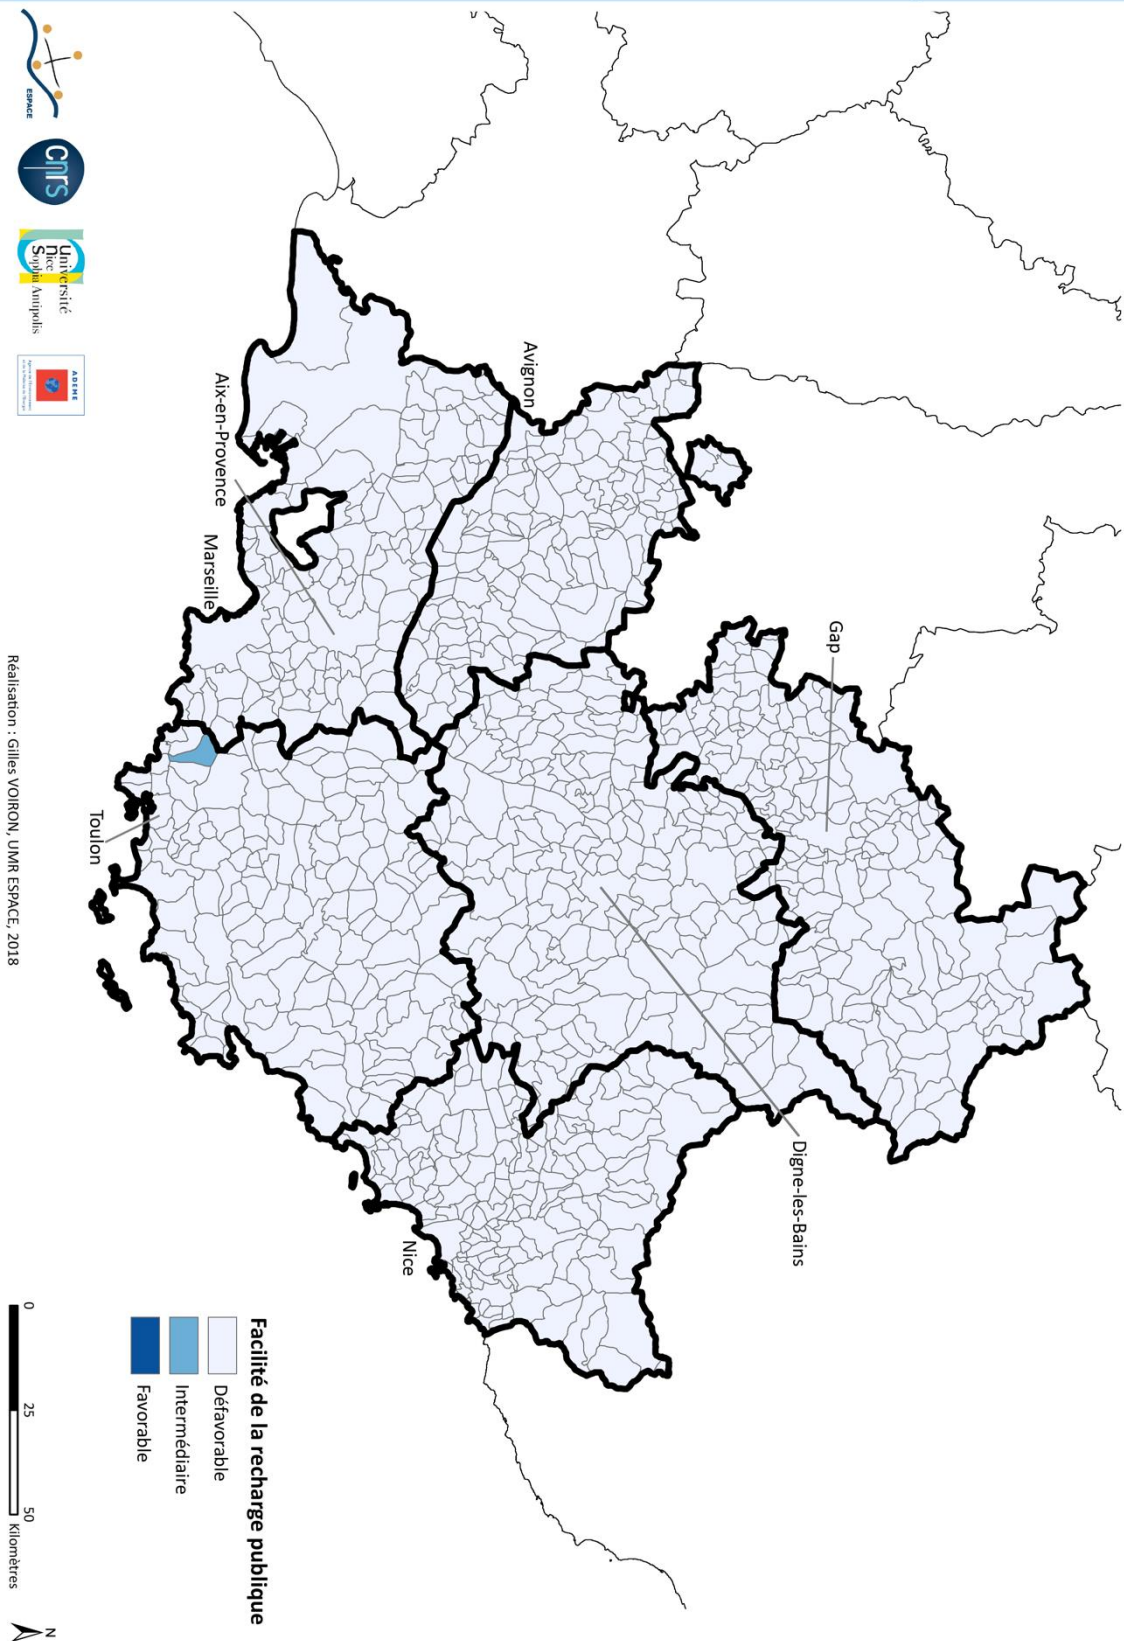 Gap
Digne-les-Bains
Avignon
Aix-en-Provence
Marseille
Toulon
Nice
Facilité de la recharge publique
Défavorable
Intermédiaire
Favorable
0 25 50
Kilomètres
N
ESPACE
cnrs
Université
nice
Sophia Antipolis
ADEME
Réalisation : Gilles VOIRON, UMR ESPACE, 2018